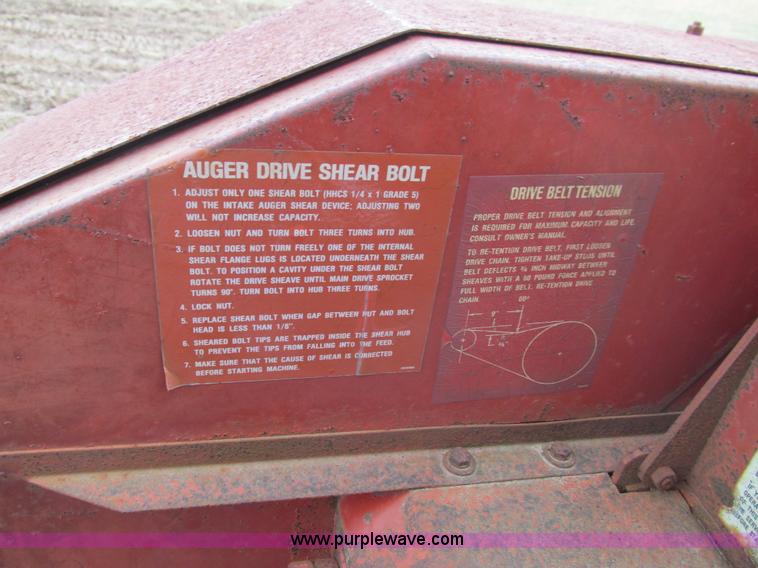 AUGER DRIVE SHEAR BOLT
1. ADJUST ONLY ONE SHEAR BOLT (HHCS 1/4 x 1 GRADE 5)
ON THE INTAKE AUGER SHEAR DEVICE; ADJUSTING TWO
WILL NOT INCREASE CAPACITY.
2. LOOSEN NUT AND TURN BOLT THREE TURNS INTO HUB.
3. IF BOLT DOES NOT TURN FREELY ONE OF THE INTERNAL
SHEAR FLANGE LUGS IS LOCATED UNDERNEATH THE SHEAR
BOLT. TO POSITION A CAVITY UNDER THE SHEAR BOLT
ROTATE THE DRIVE SHEAVE UNTIL MAIN DRIVE SPROCKET
TURNS 90°. TURN BOLT INTO HUB THREE TURNS.
4. LOCK NUT.
5. REPLACE SHEAR BOLT WHEN GAP BETWEEN NUT AND BOLT
HEAD IS LESS THAN 1/8".
6. SHEARED BOLT TIPS ARE TRAPPED INSIDE THE SHEAR HUB
TO PREVENT THE TIPS FROM FALLING INTO THE FEED.
7. MAKE SURE THAT THE CAUSE OF SHEAR IS CORRECTED
BEFORE STARTING MACHINE.
DRIVE BELT TENSION
PROPER DRIVE BELT TENSION AND ALIGNMENT
IS REQUIRED FOR MAXIMUM CAPACITY AND LIFE.
CONSULT OWNER'S MANUAL.
TO RE-TENTION DRIVE BELT, FIRST LOOSEN
DRIVE CHAIN. TIGHTEN TAKE-UP STUDS UNTIL
BELT DEFLECTS ¾ INCH MIDWAY BETWEEN
SHEAVES WITH A 60 POUND FORCE APPLIED TO
FULL WIDTH OF BELT. RE-TENTION DRIVE
CHAIN.
9"
60#
www.purplewave.com